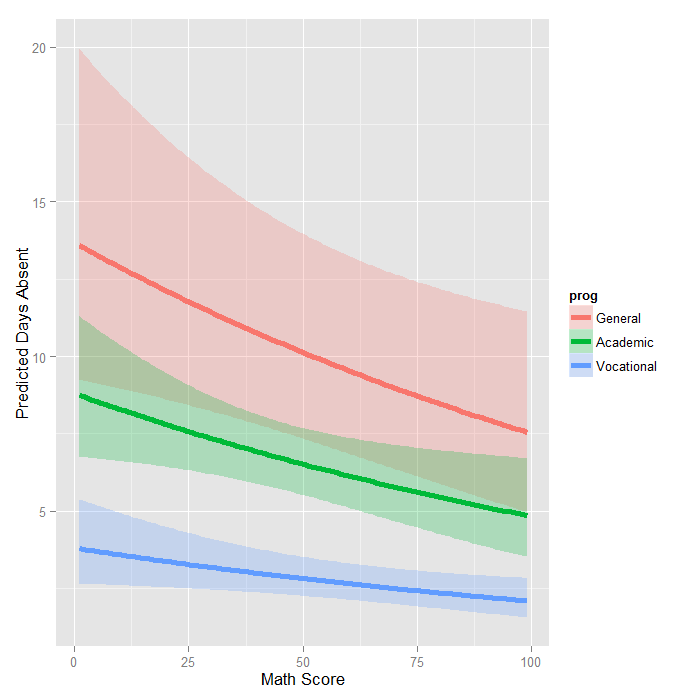 20
15
10
5
Predicted Days Absent
0 25 50 75 100
Math Score
prog
General
Academic
Vocational